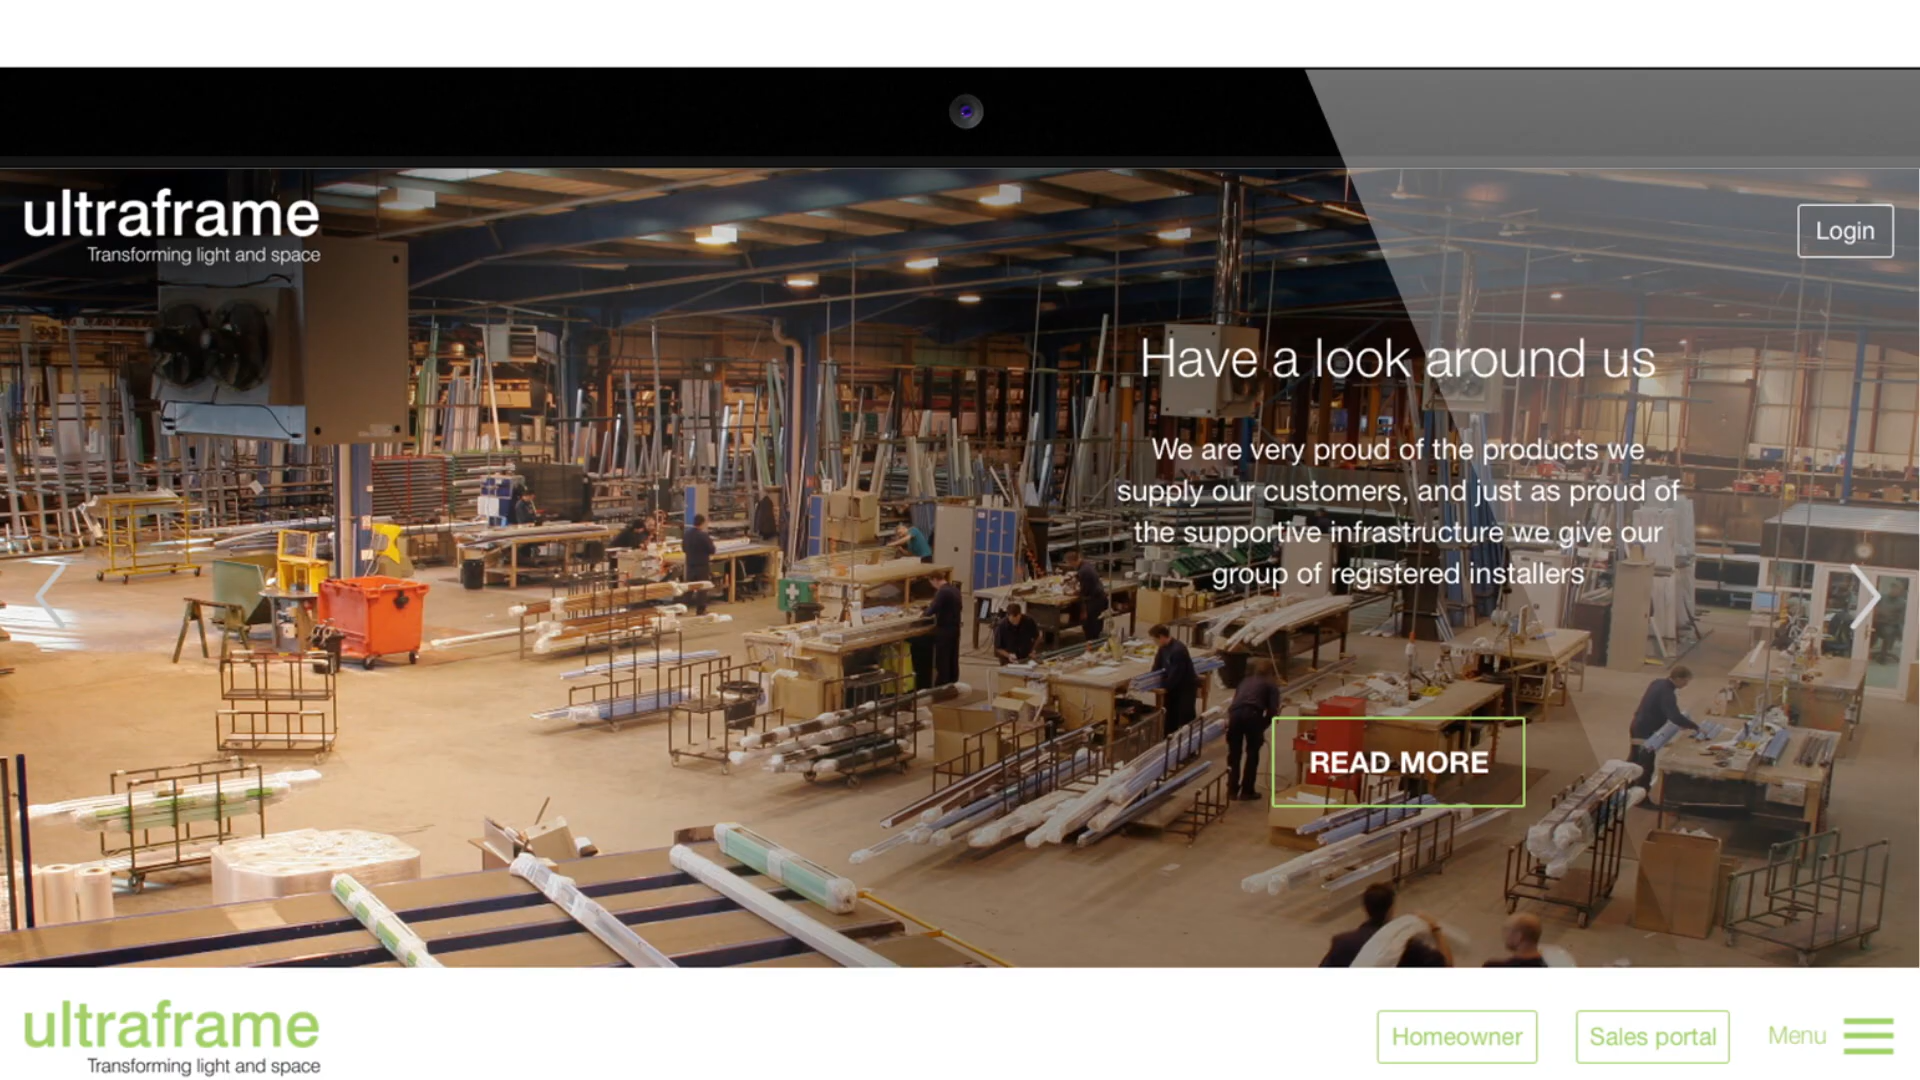 ultraframe
Transforming light and space
Login
Have a look around us
We are very proud of the products we
supply our customers, and just as proud of
the supportive infrastructure we give our
group of registered installers
READ MORE
ultraframe
Transforming light and space
Homeowner
Sales portal
Menu